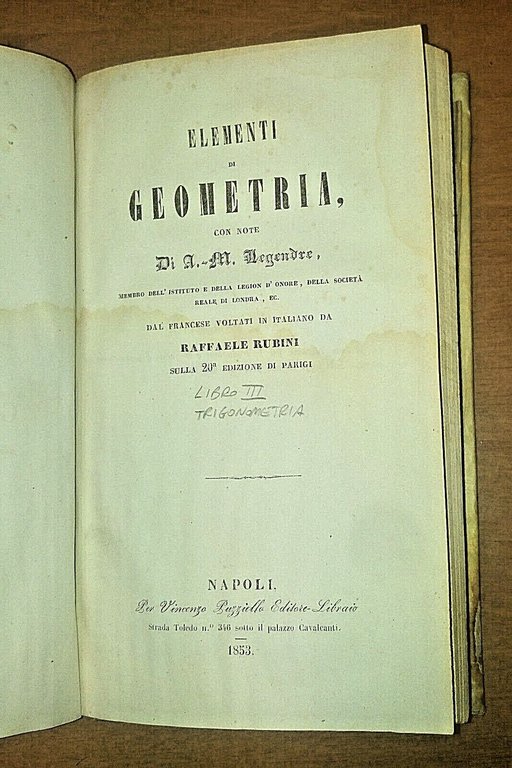 ELEMENTI
DI
GEOMETRIA,
CON NOTE
Di A.-M. Legendre,
MEMBRO DELL'ISTITUTO E DELLA LEGION D'ONORE, DELLA SOCIETÀ
REALE DI LONDRA, EC.
DAL FRANCESE VOLTATI IN ITALIANO DA
RAFFAELE RUBINI
SULLA 20ª EDIZIONE DI PARIGI
LIBRO III
TRIGONOMETRIA
NAPOLI,
Per Vincenzo Puzziello Editore-Libraio
Strada Toledo n.º 346 sotto il palazzo Cavalcanti.
1853.